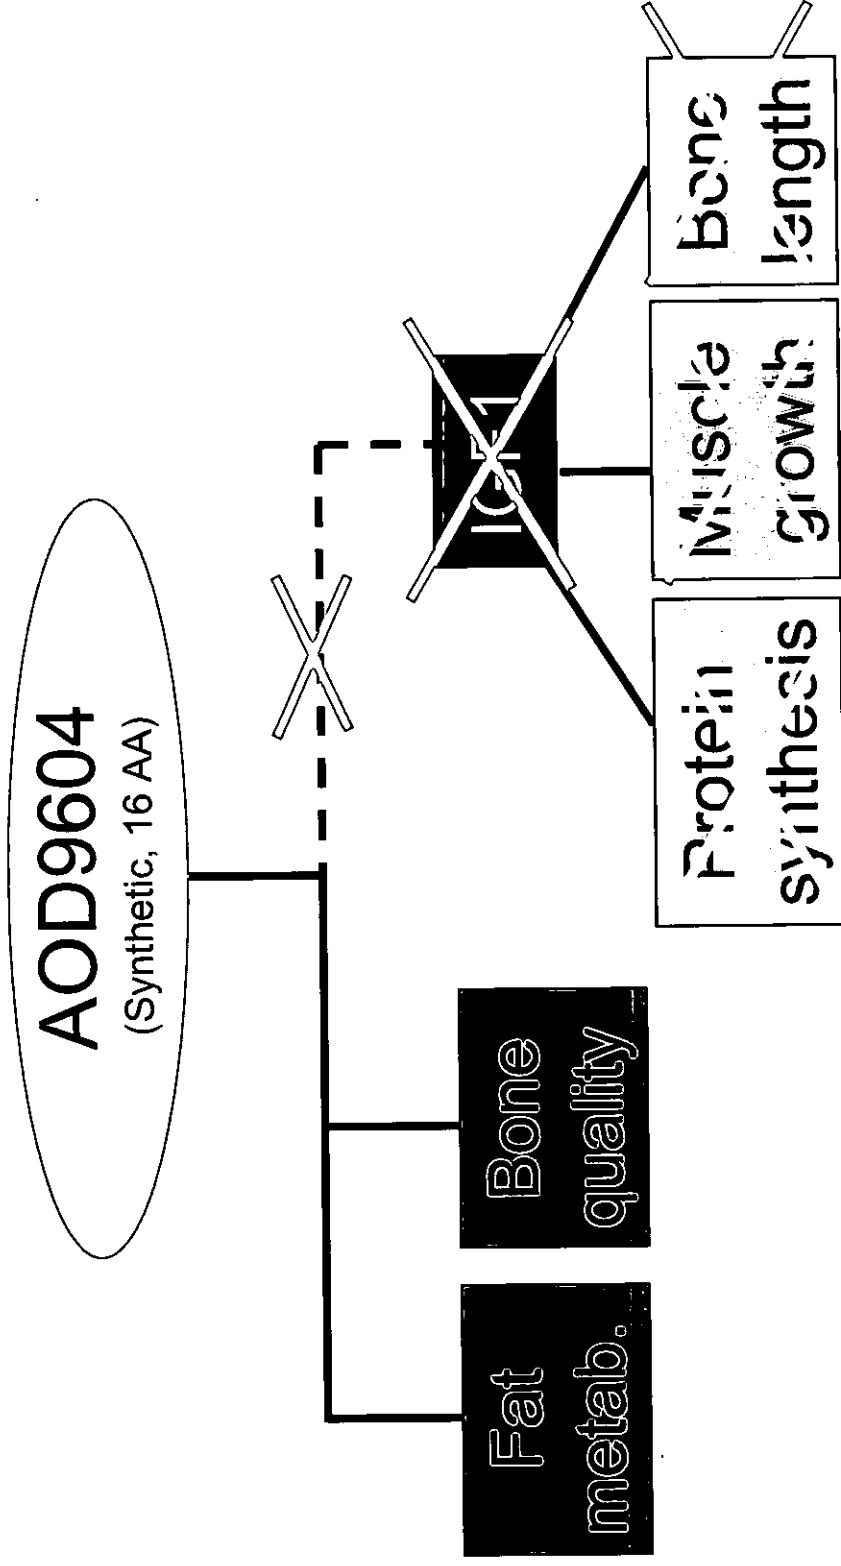 AOD9604
(Synthetic, 16 AA)
IGF-1
Fat
metab.
Bone
quality
Protein
synthesis
Muscle
growth
Bone
length